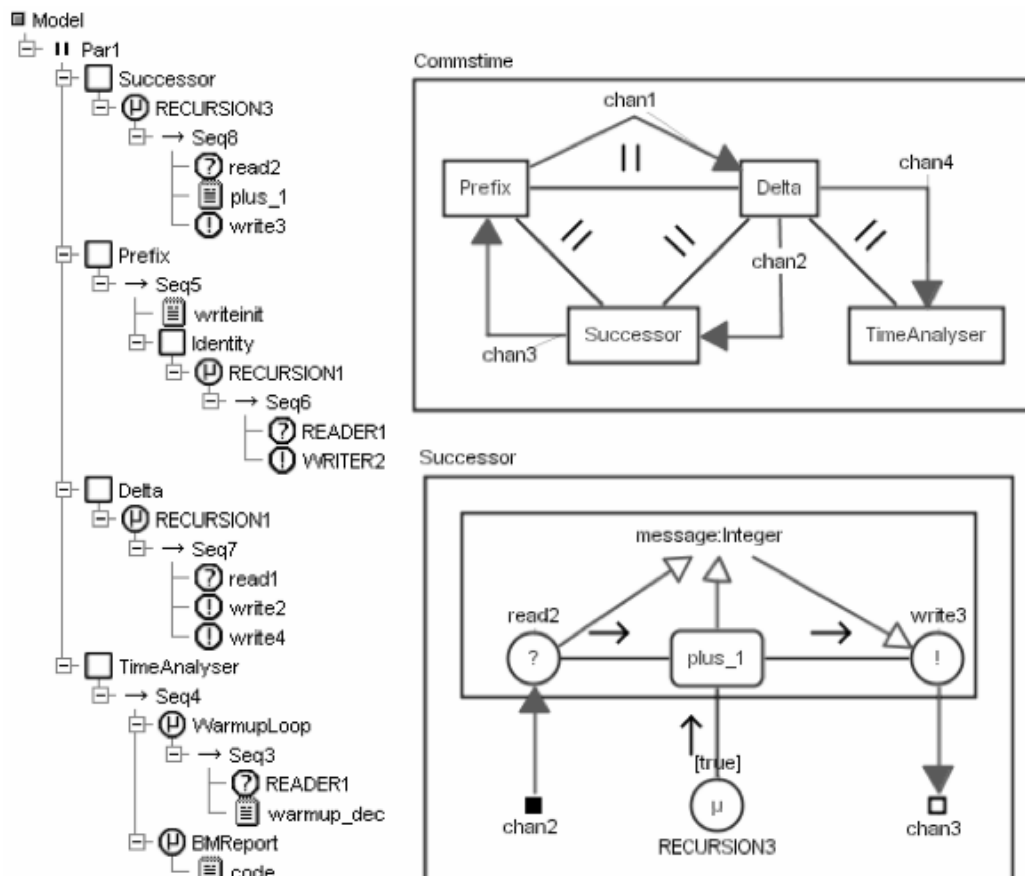 Model
Par1
Successor
RECURSION3
→ Seq8
? read2
plus_1
! write3
Prefix
→ Seq5
writeinit
Identity
μ RECURSION1
→ Seq6
? READER1
! WRITER2
Delta
μ RECURSION1
→ Seq7
? read1
! write2
! write4
TimeAnalyser
→ Seq4
μ WarmupLoop
→ Seq3
? READER1
warmup_dec
μ BMReport
code
Commstime
chan1
chan4
Prefix
Delta
chan2
Successor
TimeAnalyser
chan3
Successor
message:Integer
read2
write3
?
plus_1
!
[true]
chan2
μ
chan3
RECURSION3